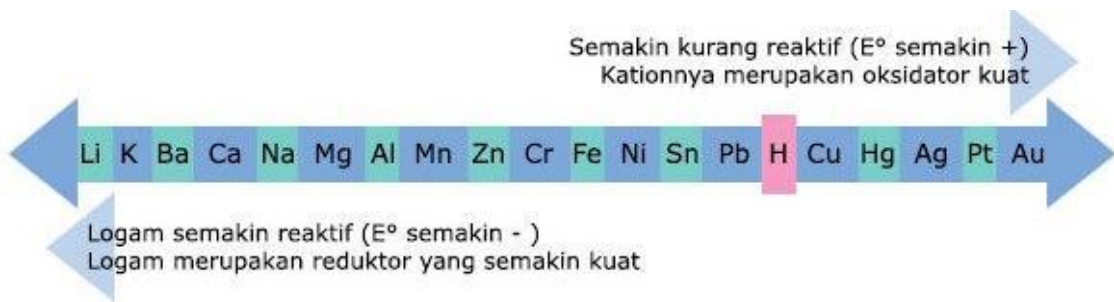 Semakin kurang reaktif (E° semakin +)
Kationnya merupakan oksidator kuat
Li K Ba Ca Na Mg Al Mn Zn Cr Fe Ni Sn Pb H Cu Hg Ag Pt Au
Logam semakin reaktif (E° semakin - )
Logam merupakan reduktor yang semakin kuat